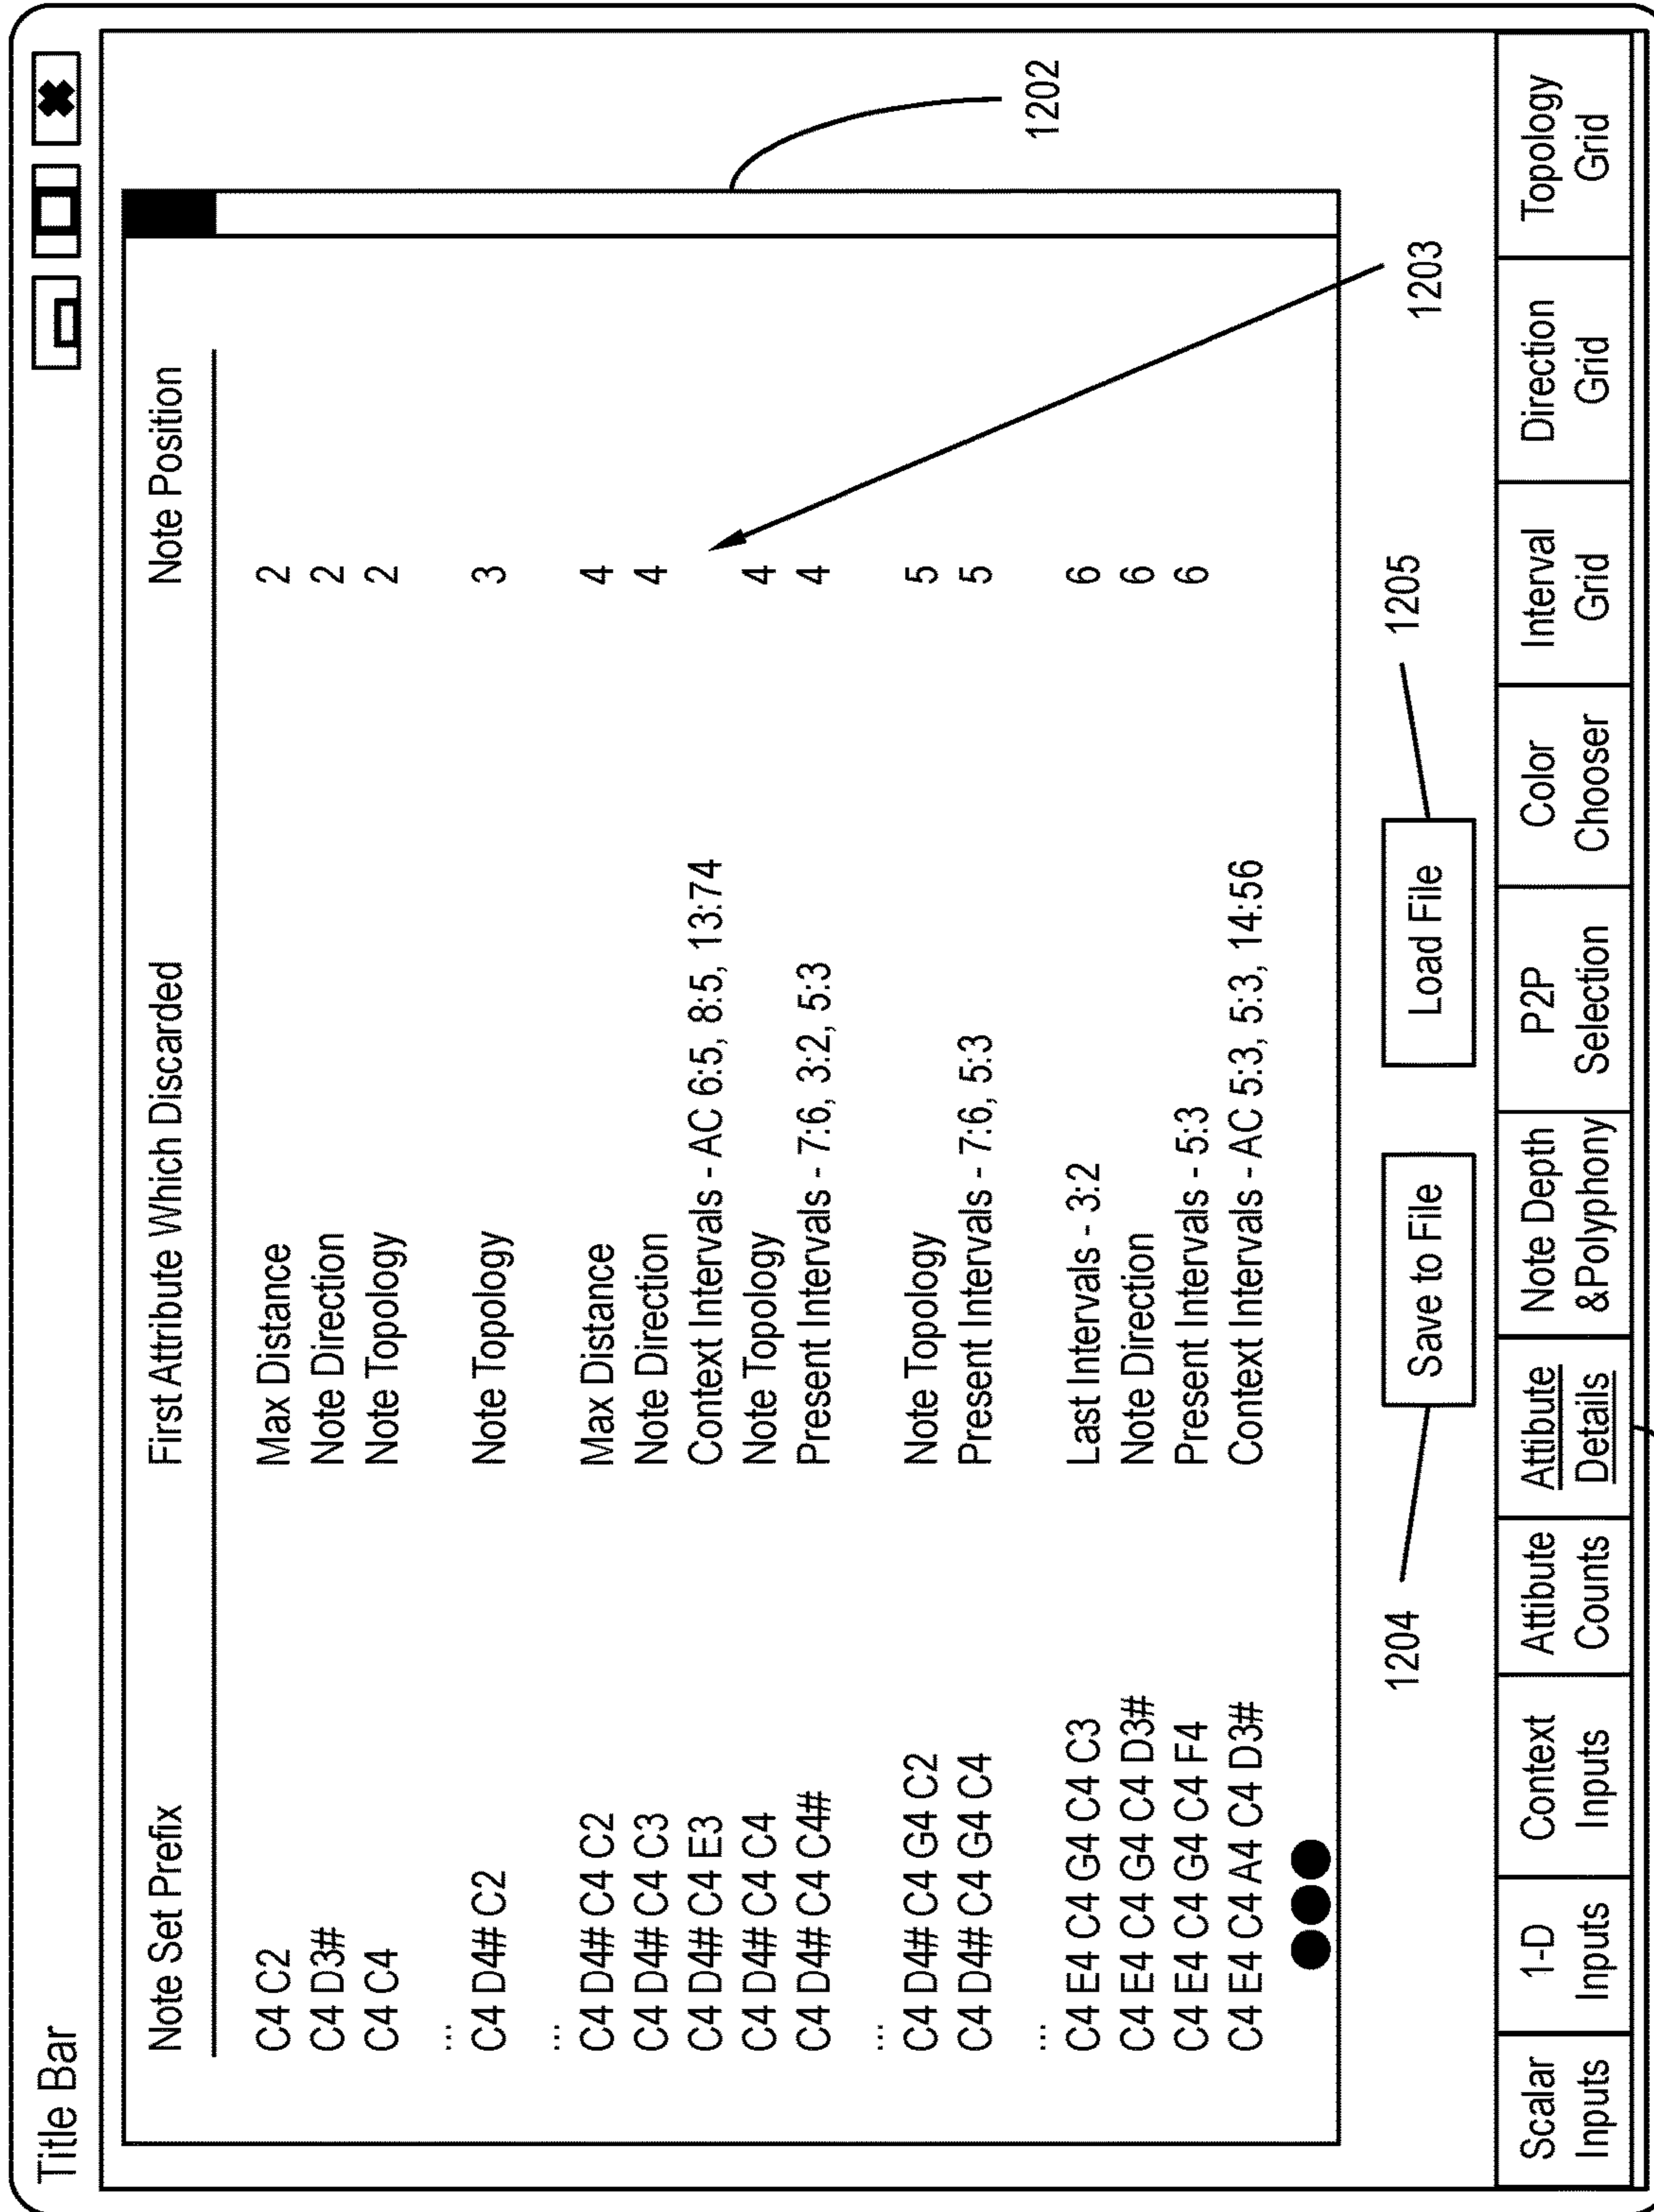 Title Bar
Note Set Prefix First Attribute Which Discarded Note Position
C4 C2 Max Distance 2
C4 D3# Note Direction 2
C4 C4 Note Topology 2
...
C4 D4# C2 Note Topology 3
...
C4 D4# C4 C2 Max Distance 4
C4 D4# C4 C3 Note Direction 4
C4 D4# C4 E3 Context Intervals - AC 6:5, 8:5, 13:74
C4 D4# C4 C4 Note Topology 4
C4 D4# C4 C4# Present Intervals - 7:6, 3:2, 5:3 4
...
C4 D4# C4 G4 C2 Note Topology 5
C4 D4# C4 G4 C4 Present Intervals - 7:6, 5:3 5
...
C4 E4 C4 G4 C4 C3 Last Intervals - 3:2 6
C4 E4 C4 G4 C4 D3# Note Direction 6
C4 E4 C4 G4 C4 F4 Present Intervals - 5:3 6
C4 E4 C4 A4 C4 D3# Context Intervals - AC 5:3, 5:3, 14:56
1202
1203
1204 Save to File Load File 1205
Scalar Inputs
1-D Inputs
Context Inputs
Attibute Counts
Attibute Details
Note Depth &Polyphony
P2P Selection
Color Chooser
Interval Grid
Direction Grid
Topology Grid